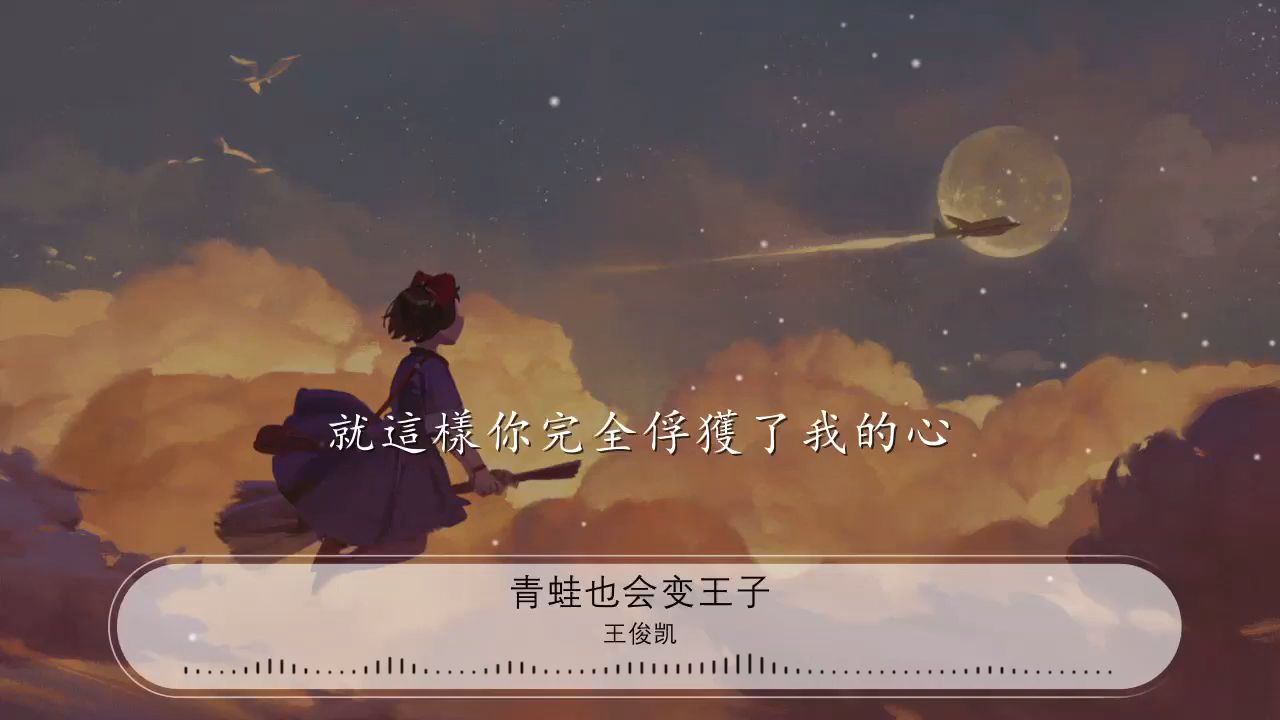 就這樣你完全俘獲了我的心
青蛙也会变王子
王俊凯